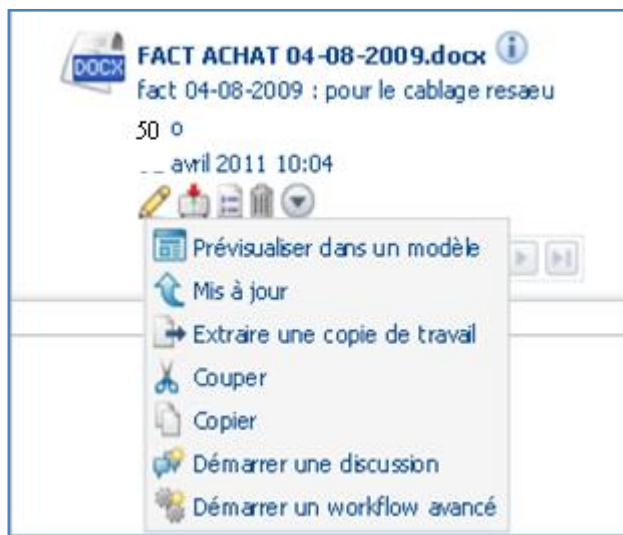 DOCX
FACT ACHAT 04-08-2009.docx
fact 04-08-2009 : pour le cablage resaeu
50 o
avril 2011 10:04
Prévisualiser dans un modèle
Mis à jour
Extraire une copie de travail
Couper
Copier
Démarrer une discussion
Démarrer un workflow avancé